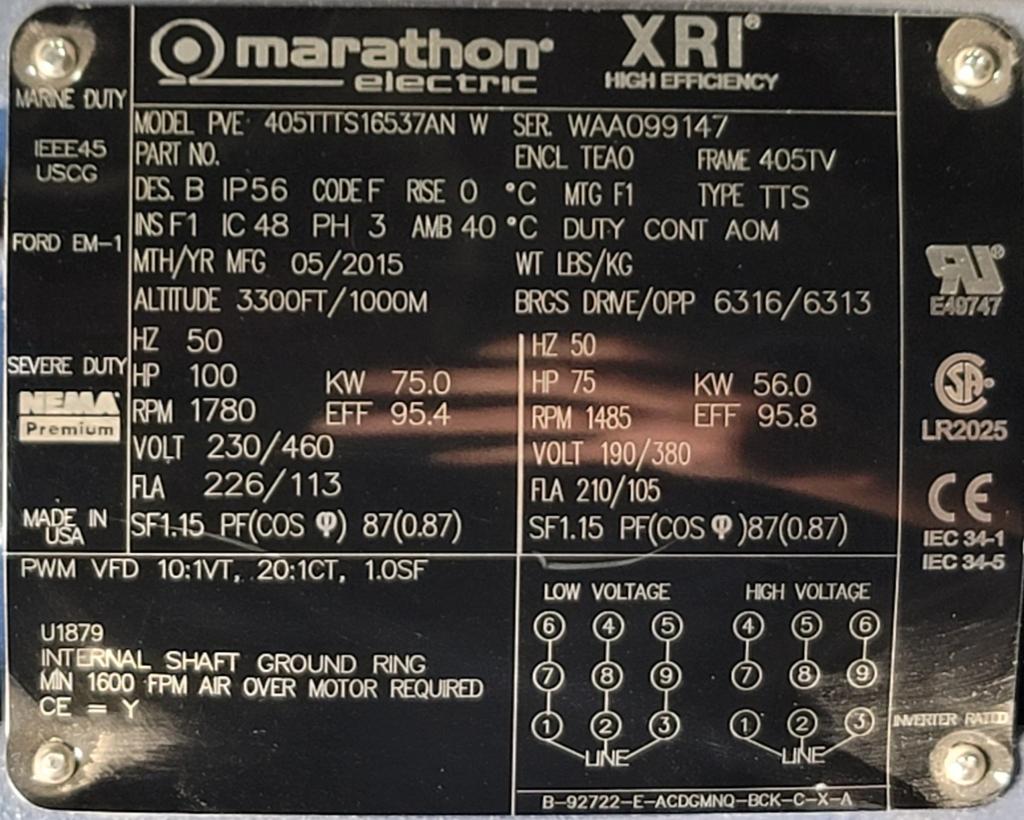 marathon®
electric
XRI®
HIGH EFFICIENCY
MARINE DUTY
IEEE45
USCG
FORD EM-1
SEVERE DUTY
NEMA
Premium
MADE IN
USA
MODEL PVE 405TTTS16537AN W SER. WAA099147
PART NO. ENCL TEAO FRAME 405TV
DES. B IP56 CODE F RISE 0 °C MTG F1 TYPE TTS
INS F1 IC 48 PH 3 AMB 40 °C DUTY CONT AOM
MTH/YR MFG 05/2015 WT LBS/KG
ALTITUDE 3300FT/1000M BRGS DRIVE/OPP 6316/6313
HZ 50
HP 100 KW 75.0
RPM 1780 EFF 95.4
VOLT 230/460
FLA 226/113
SF1.15 PF(COS φ) 87(0.87)
HZ 50
HP 75 KW 56.0
RPM 1485 EFF 95.8
VOLT 190/380
FLA 210/105
SF1.15 PF(COS φ)87(0.87)
PWM VFD 10:1VT, 20:1CT, 1.0SF
U1879
INTERNAL SHAFT GROUND RING
MIN 1600 FPM AIR OVER MOTOR REQUIRED
CE = Y
LOW VOLTAGE
6 4 5
7 8 9
1 2 3
LINE
HIGH VOLTAGE
4 5 6
7 8 9
1 2 3
LINE
B-92722-E-ACDGMNQ-BCK-C-X-A
RU®
E49747
SA®
LR2025
CE
IEC 34-1
IEC 34-5
INVERTER RATED